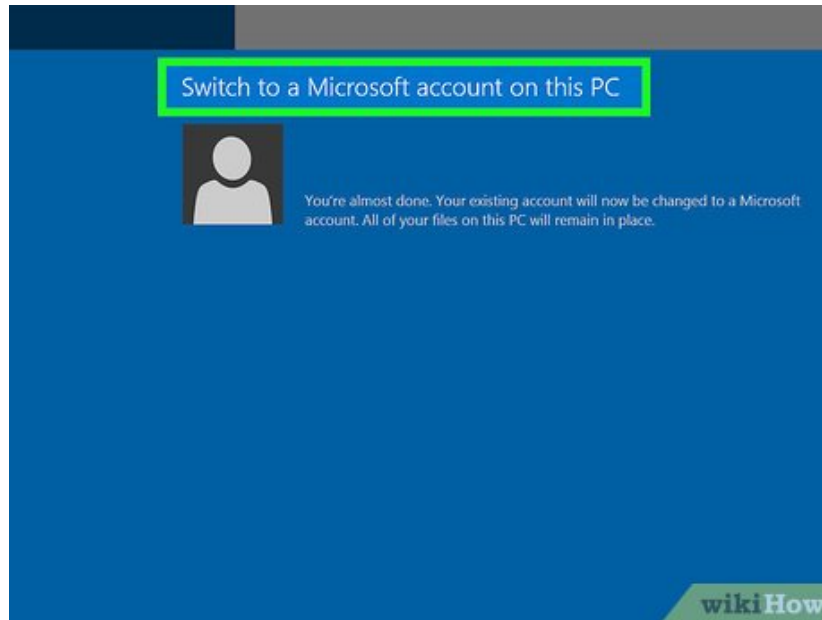 Switch to a Microsoft account on this PC
You're almost done. Your existing account will now be changed to a Microsoft
account. All of your files on this PC will remain in place.
wikiHow